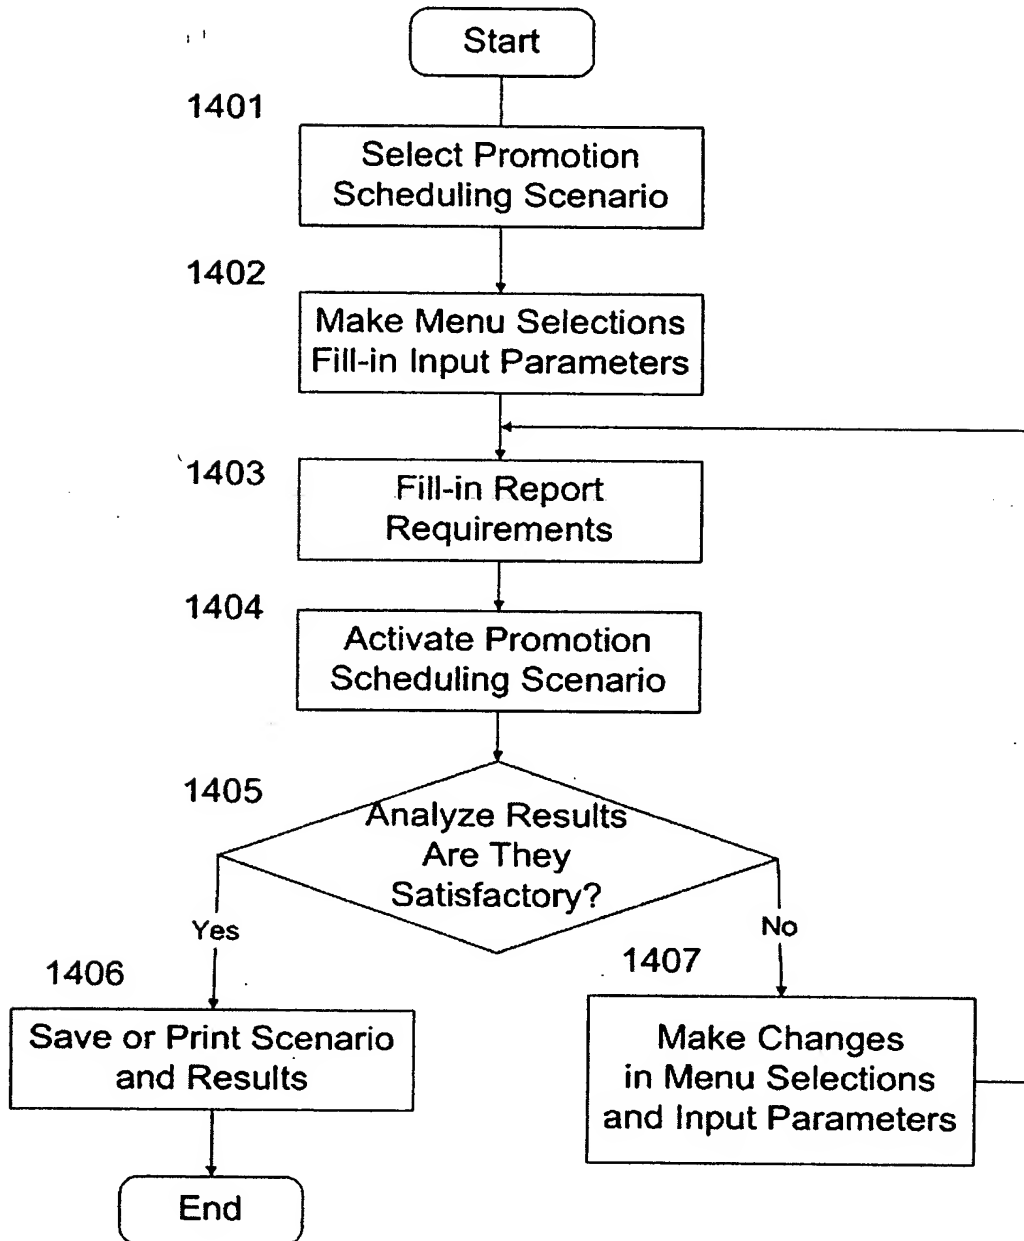 Start
1401
Select Promotion
Scheduling Scenario
1402
Make Menu Selections
Fill-in Input Parameters
1403
Fill-in Report
Requirements
1404
Activate Promotion
Scheduling Scenario
1405
Analyze Results
Are They
Satisfactory?
Yes
No
1406
1407
Save or Print Scenario
and Results
Make Changes
in Menu Selections
and Input Parameters
End